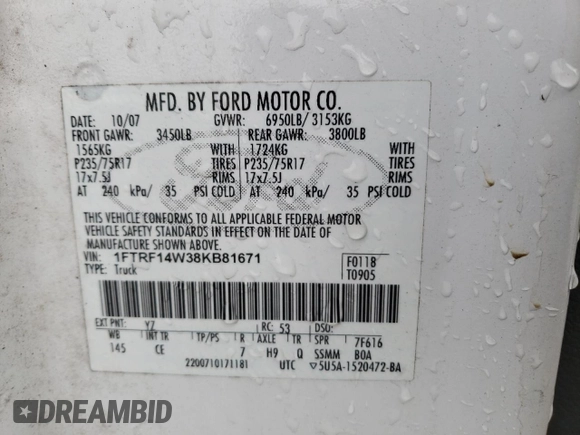 MFD. BY FORD MOTOR CO.
DATE: 10/07 GVWR: 6950LB/ 3153KG
FRONT GAWR: 3450LB REAR GAWR: 3800LB
1565KG WITH 1724KG WITH
P235/75R17 TIRES P235/75R17 TIRES
17x7.5J RIMS 17x7.5J RIMS
AT 240 kPa/ 35 PSI COLD AT 240 kPa/ 35 PSI COLD
THIS VEHICLE CONFORMS TO ALL APPLICABLE FEDERAL MOTOR
VEHICLE SAFETY STANDARDS IN EFFECT ON THE DATE OF
MANUFACTURE SHOWN ABOVE.
VIN: 1FTRF14W38KB81671 F0118
TYPE: Truck T0905
EXT PNT: Y7 RC: 53 DSO:
WB INT TR TP/PS R AXLE TR SPR 7F616
145 CE 7 H9 Q SSMM BOA
2200710171181 UTC ▽5U5A-1520472-BA
Ford
AUTOBIDMASTER